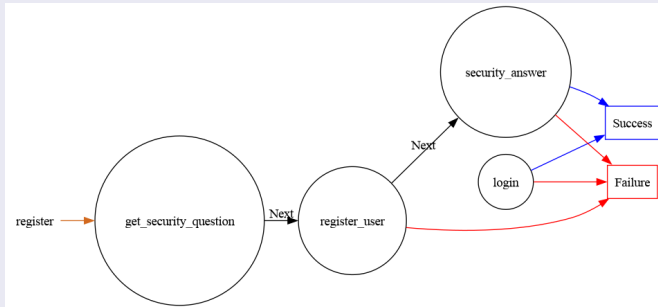 register
get_security_question
Next
register_user
Next
security_answer
login
Success
Failure